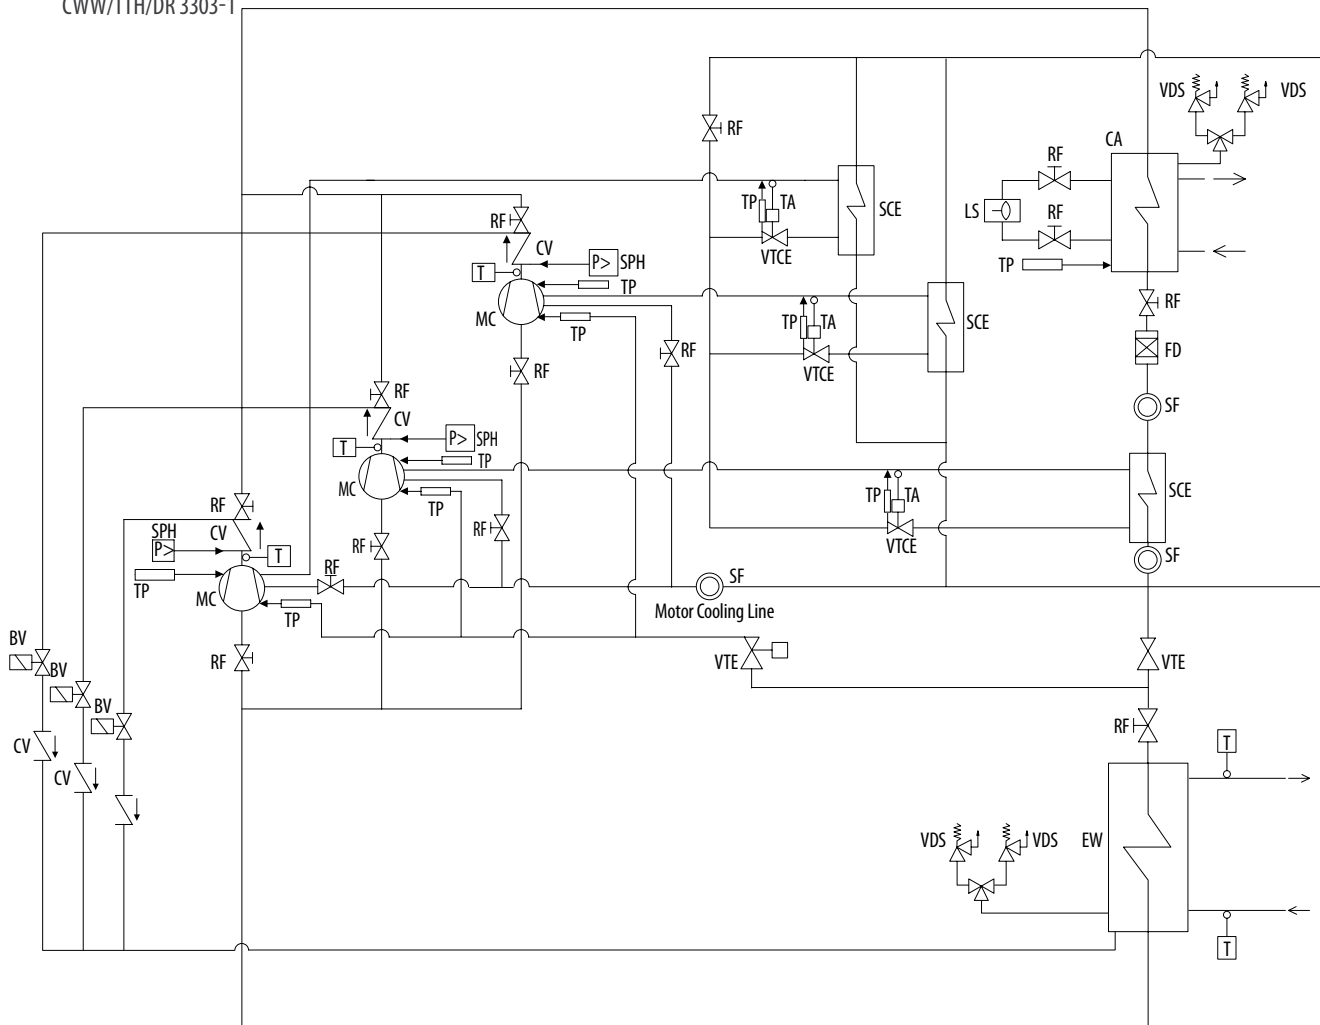 CWW/TTH/DR 3303-1
VDS
VDS
RF
CA
RF
TP
TA
SCE
LS
RF
RF
CV
VTCE
P>
SPH
T
TP
TP
RF
MC
TP
TP
TA
SCE
RF
FD
RF
VTCE
RF
SF
CV
P>
SPH
T
TP
MC
TP
TP
TA
SCE
RF
SPH
CV
RF
VTCE
P>
T
RF
SF
RF
SF
TP
MC
TP
Motor Cooling Line
BV
RF
VTE
VTE
BV
BV
RF
T
CV
CV
VDS
VDS
EW
T